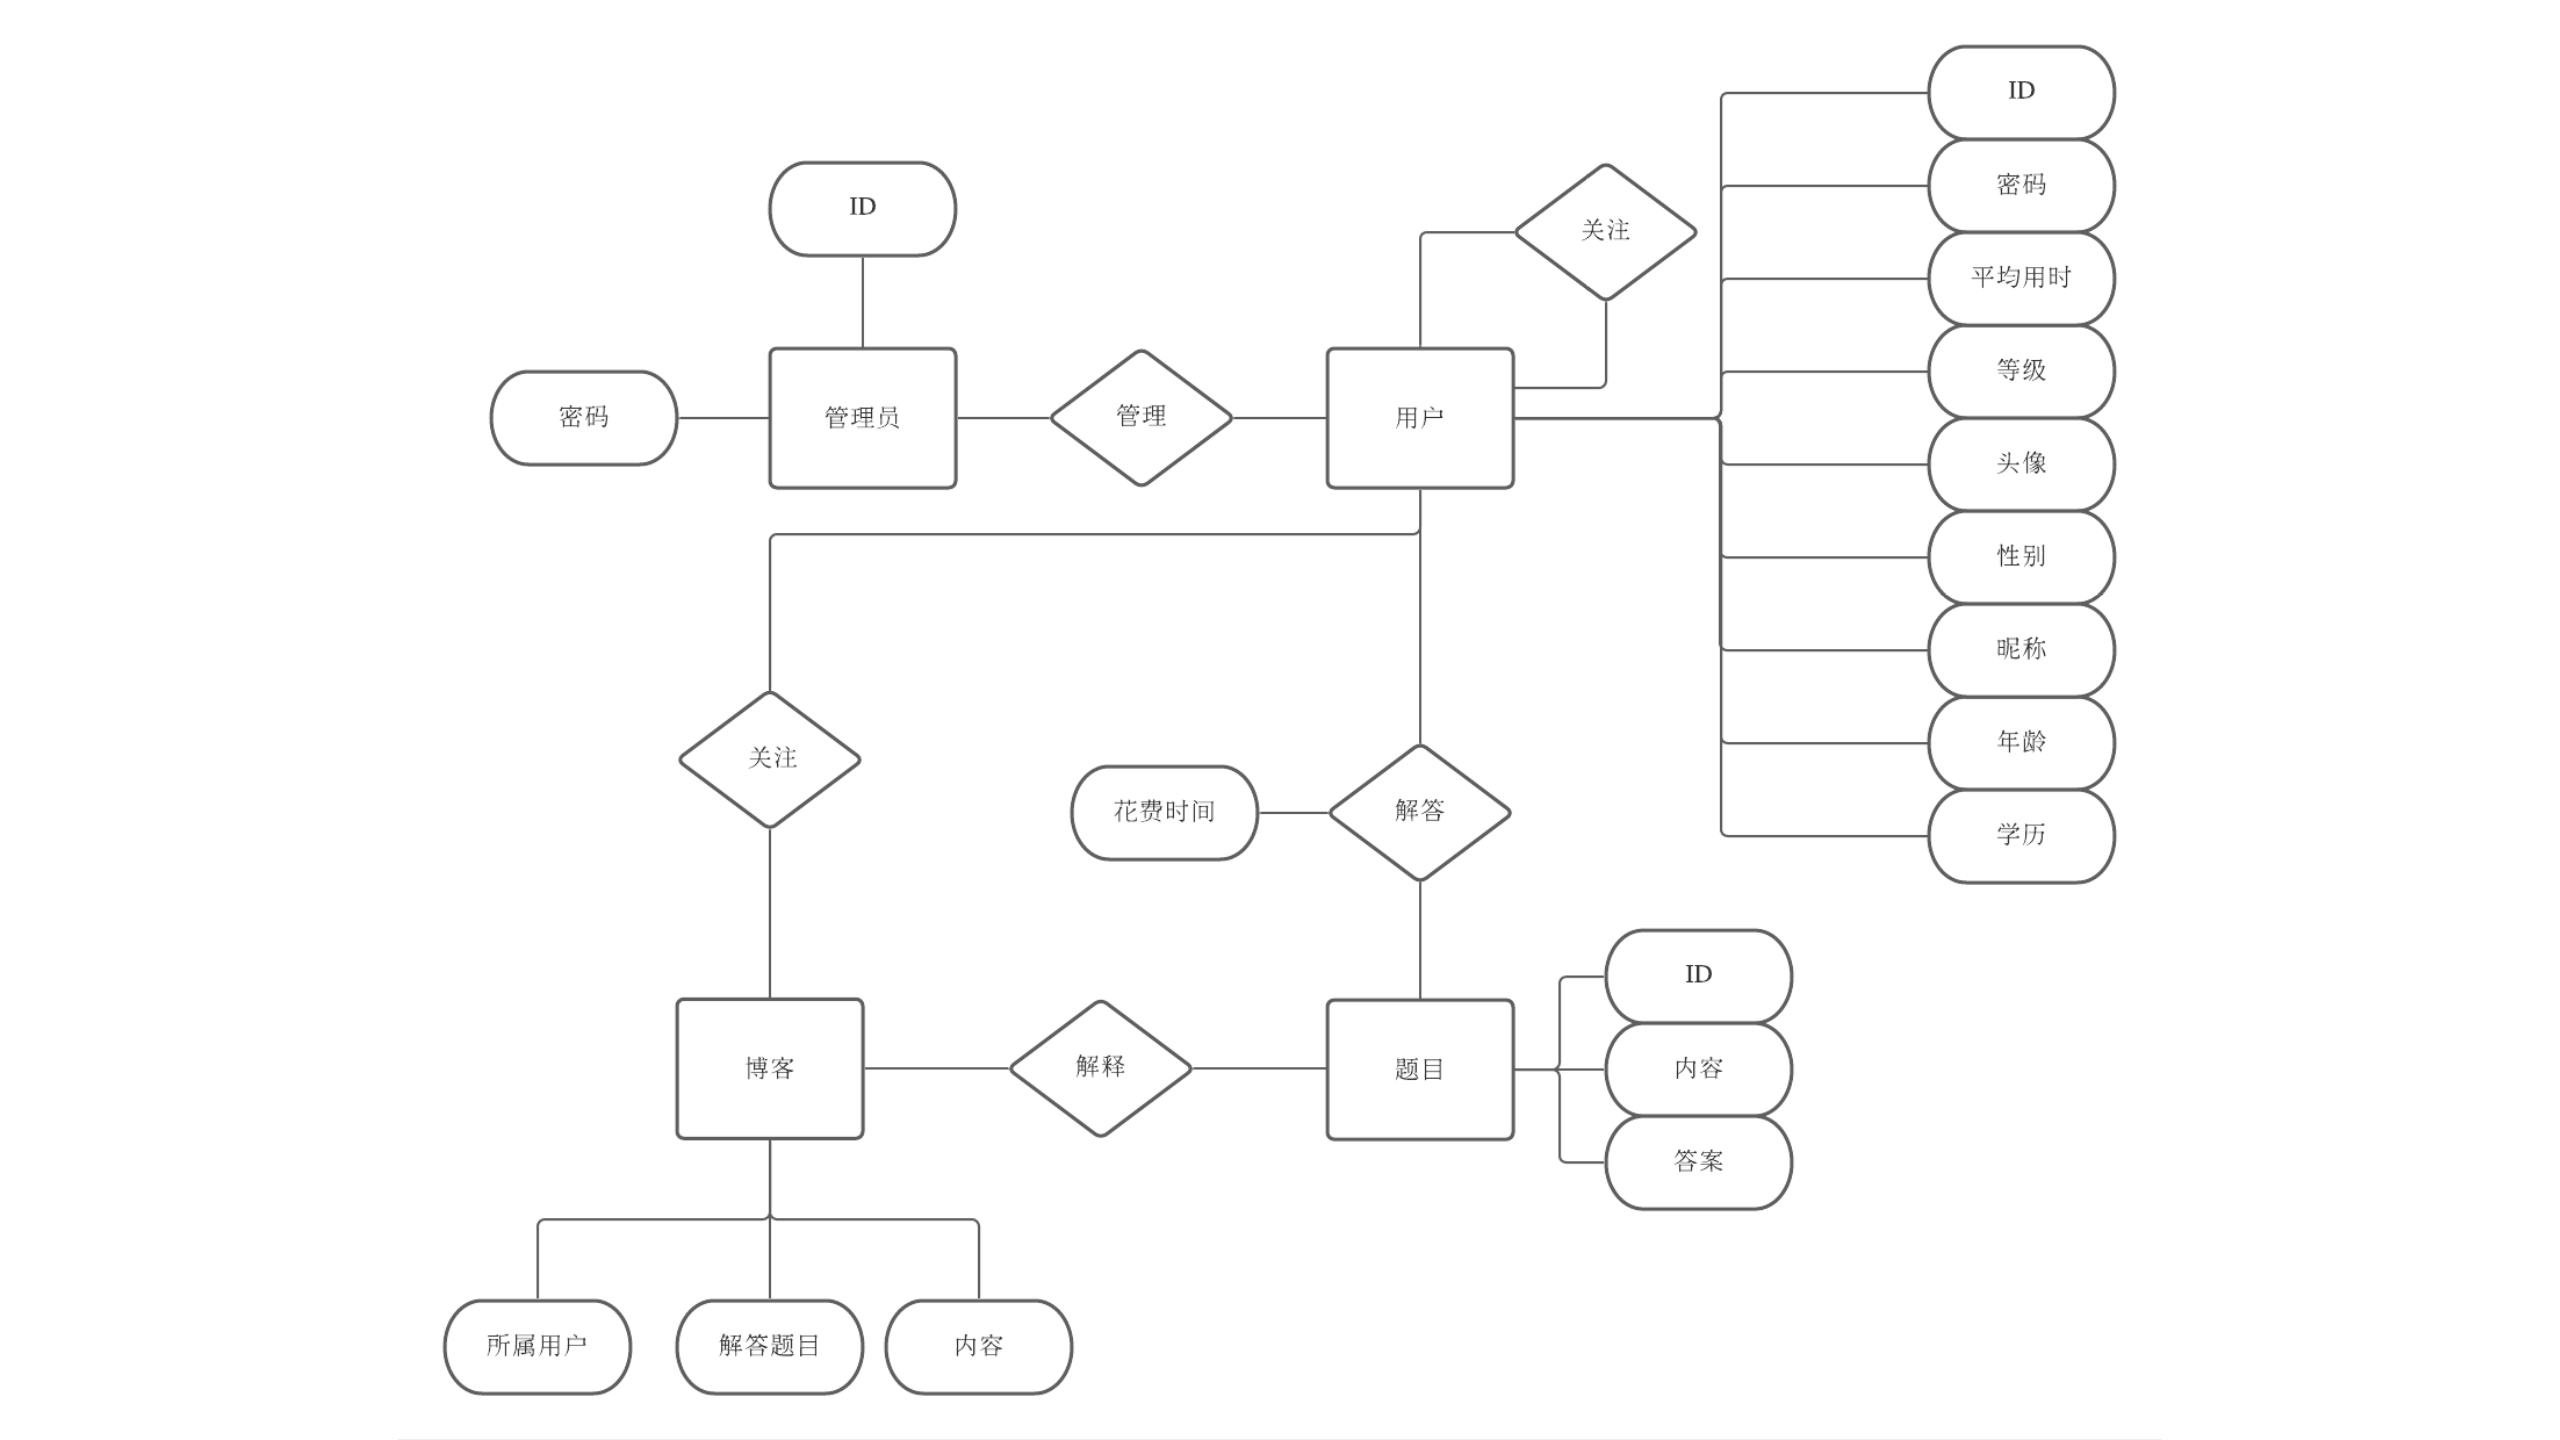 ID
ID
密码
关注
平均用时
等级
密码
管理员
管理
用户
头像
性别
昵称
年龄
关注
花费时间
解答
学历
ID
博客
解释
题目
内容
答案
所属用户
解答题目
内容